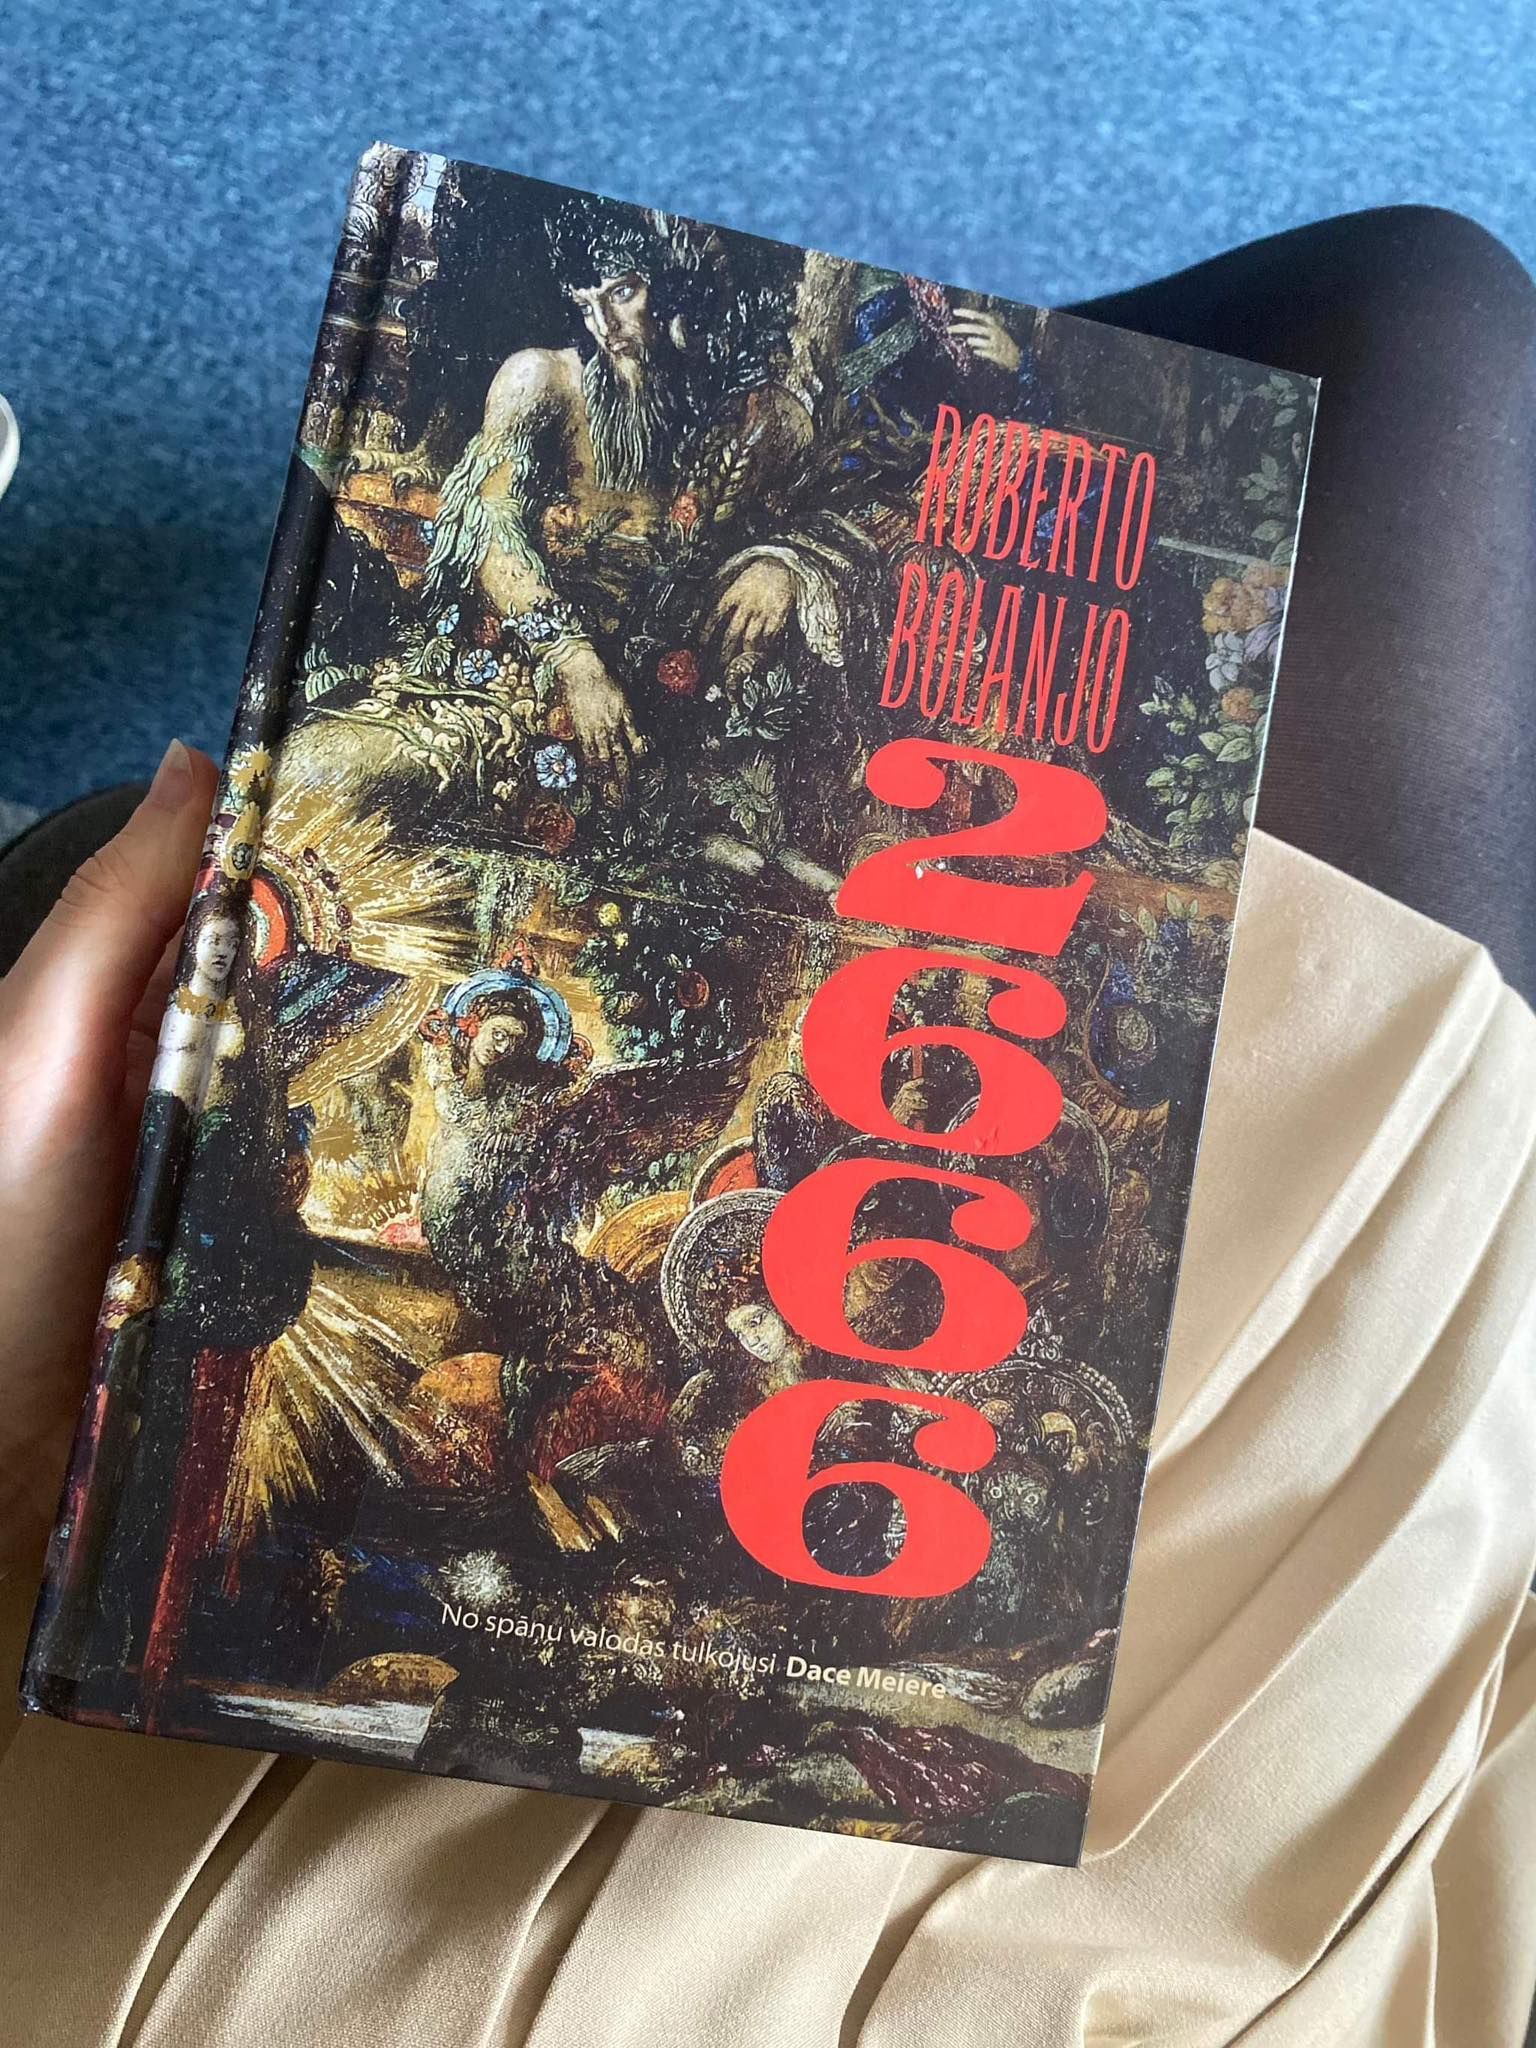 ROBERTO
BOLANJO
2666
No spāņu valodas tulkojusi Dace Meiere